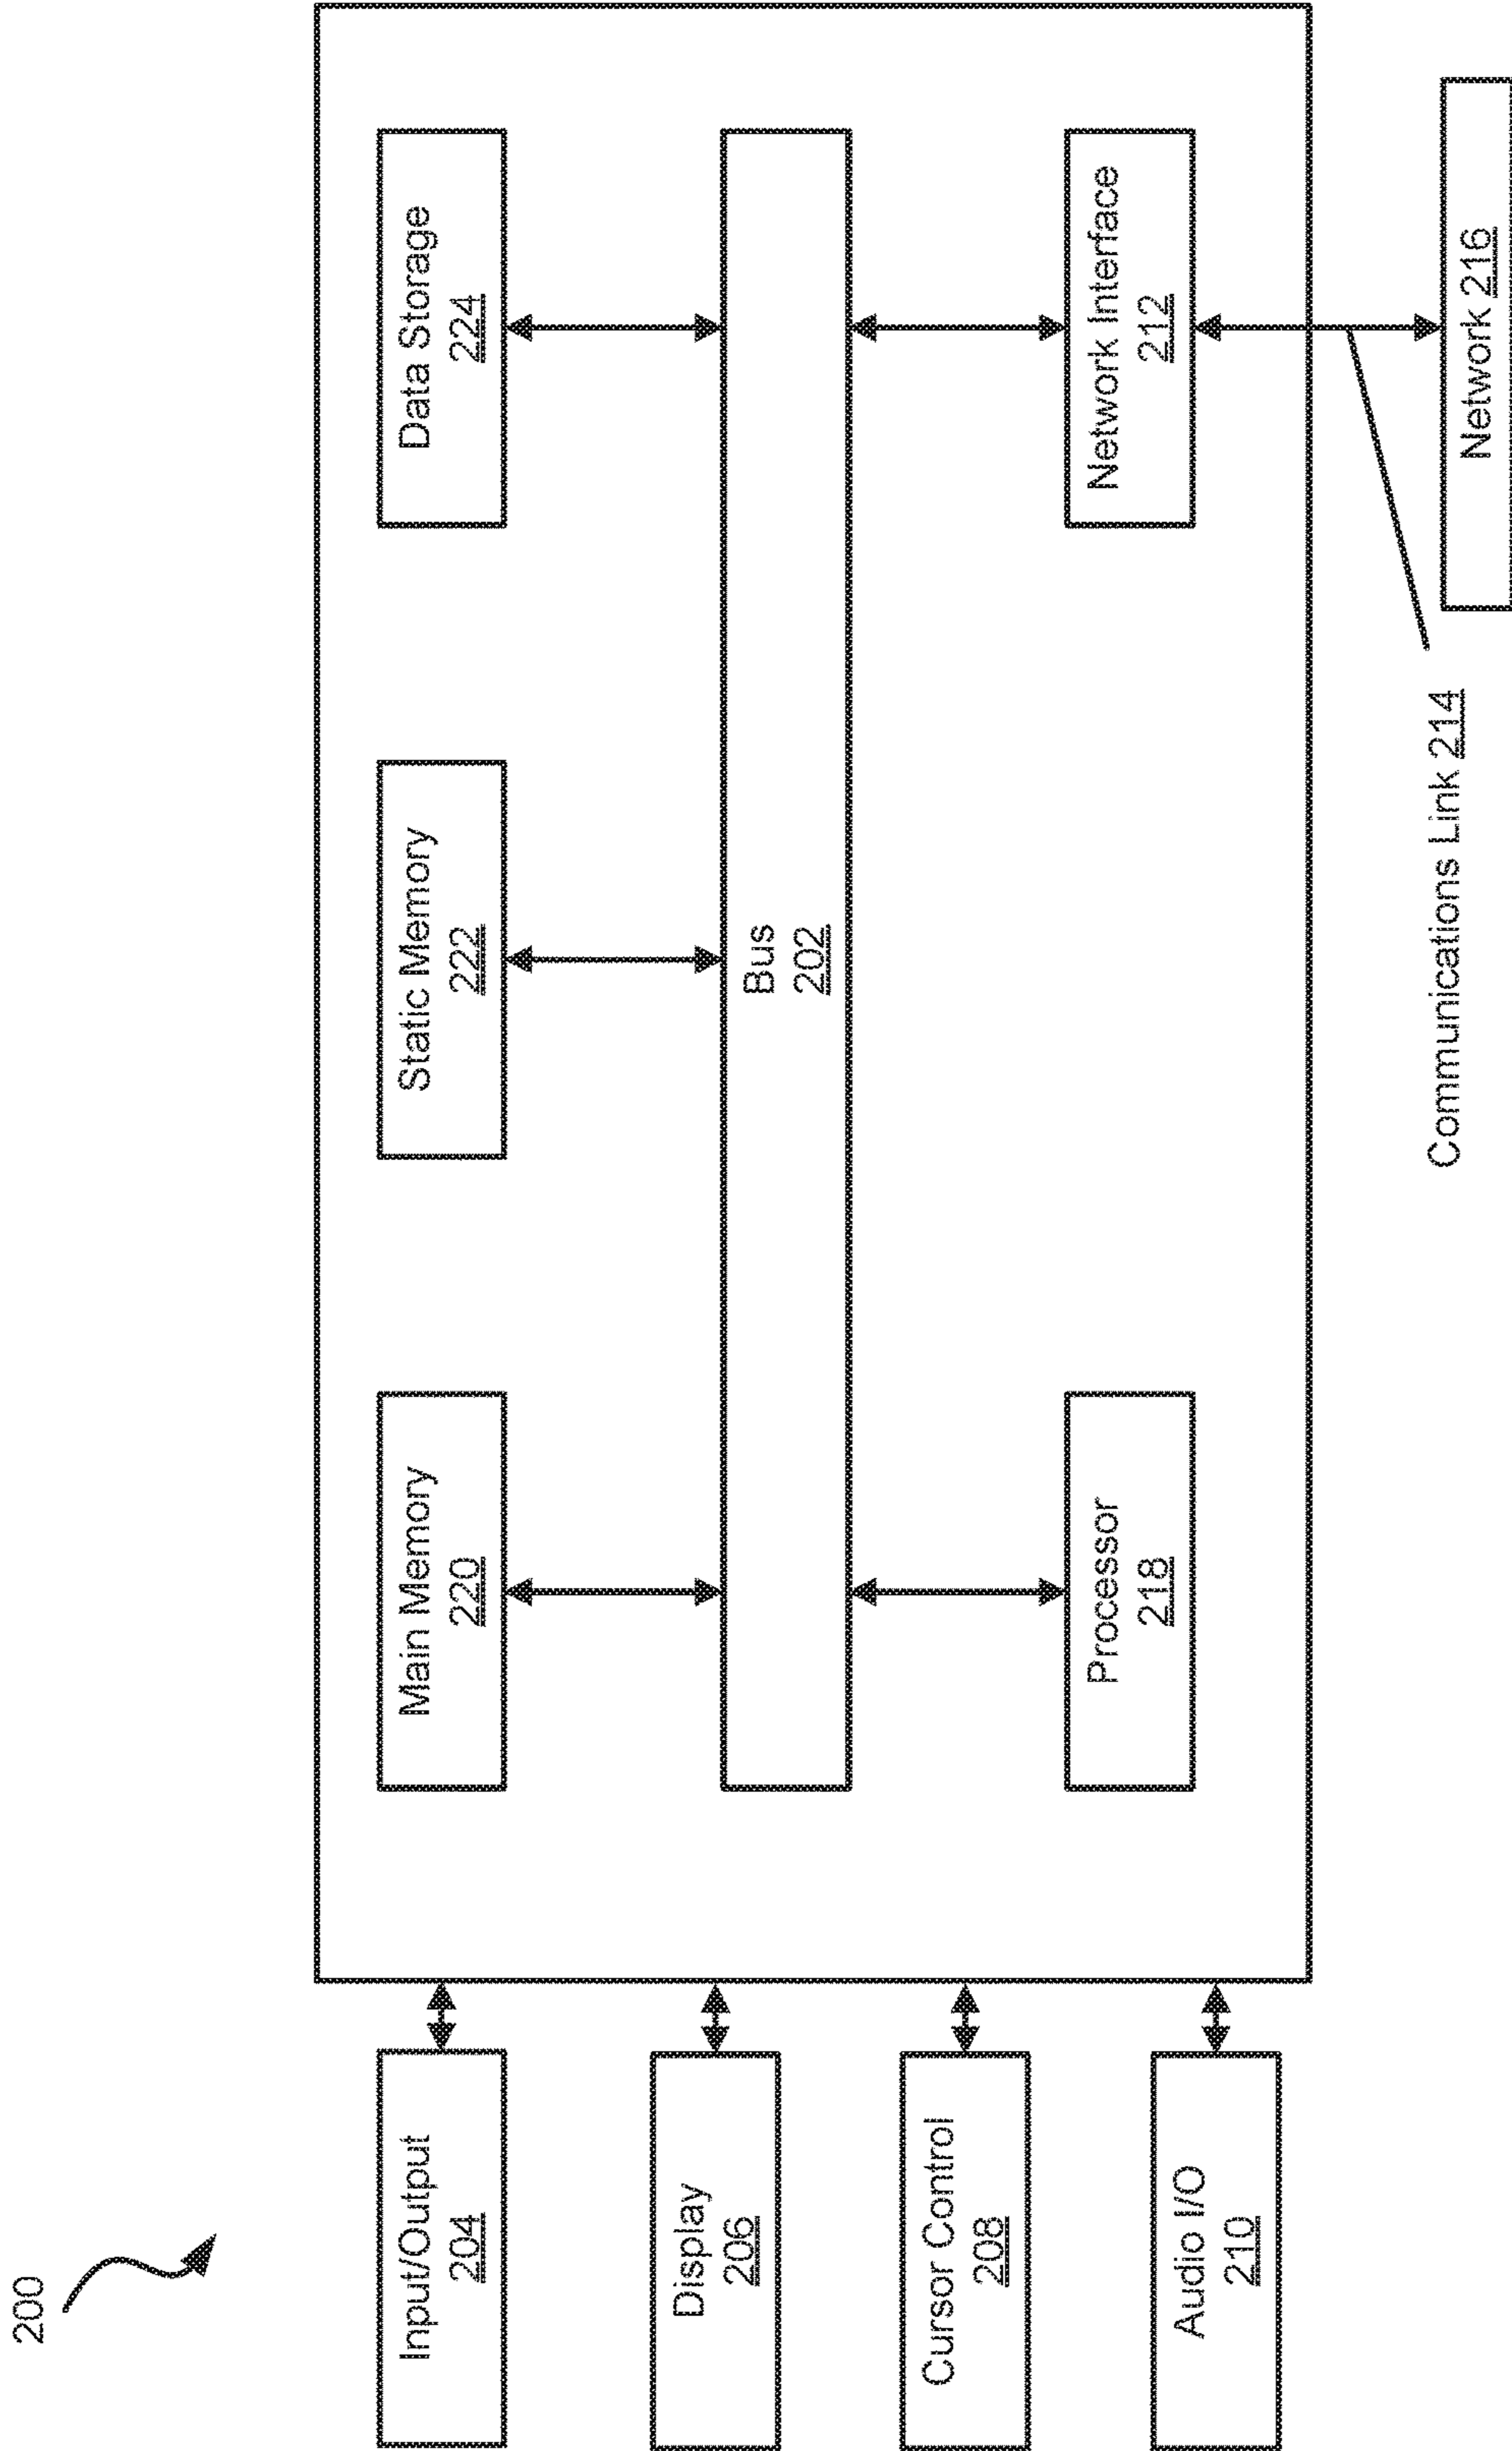 200
Input/Output
204
Display
206
Cursor Control
208
Audio I/O
210
Main Memory
220
Static Memory
222
Data Storage
224
Bus
202
Processor
218
Network Interface
212
Communications Link 214
Network 216